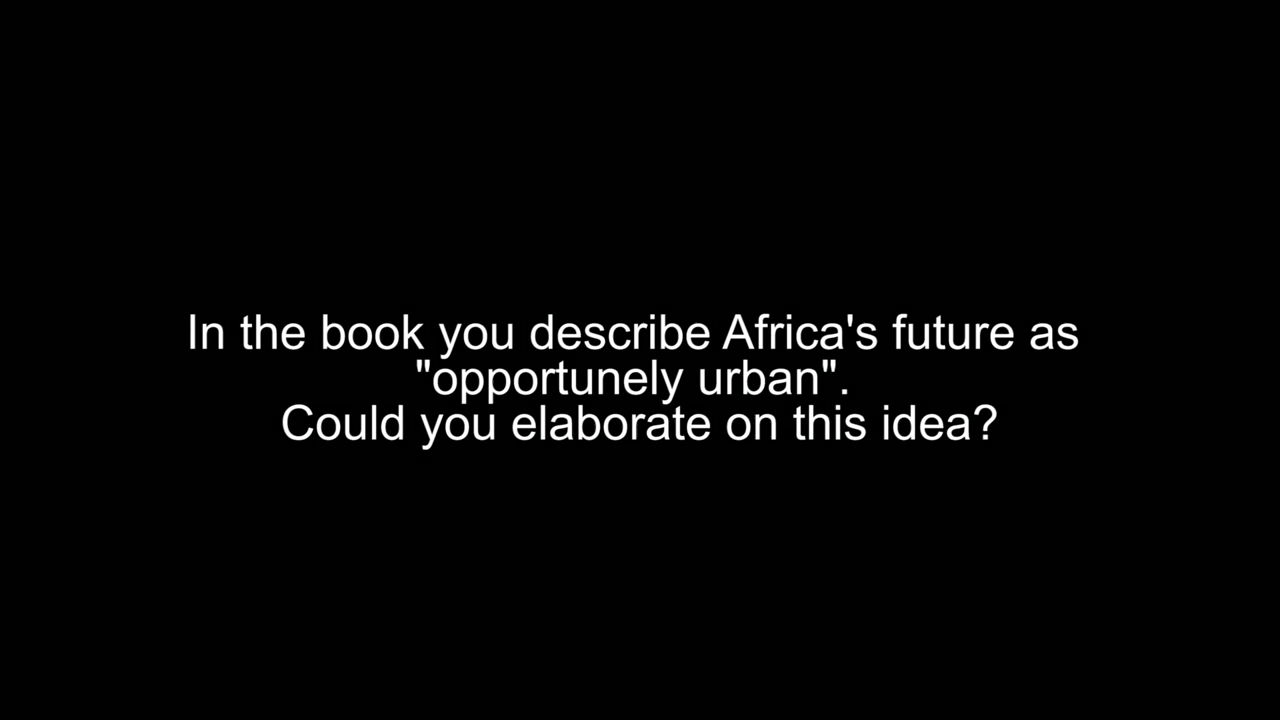 In the book you describe Africa's future as
"opportunely urban".
Could you elaborate on this idea?